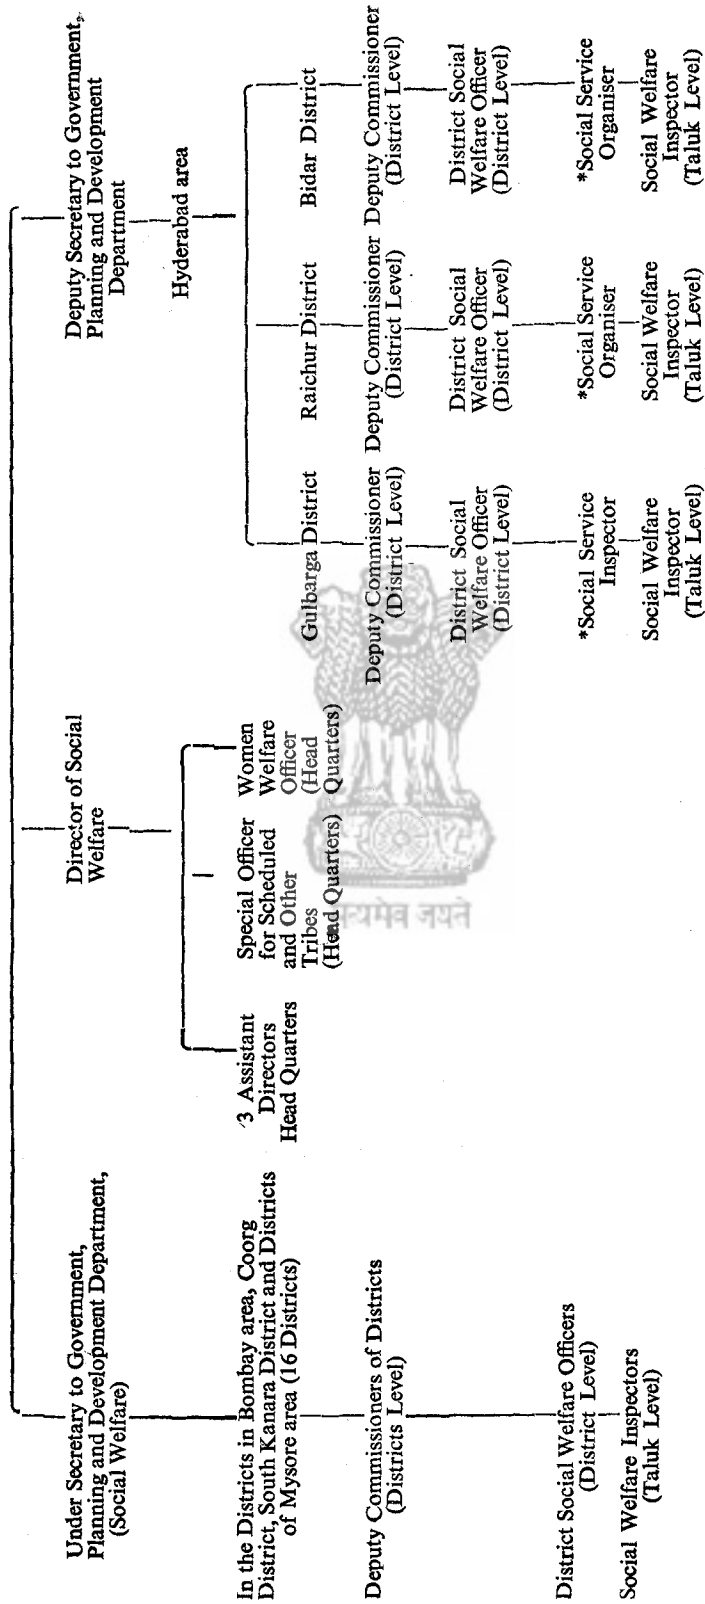 Under Secretary to Government,
Planning and Development Department,
(Social Welfare)
In the Districts in Bombay area, Coorg
District, South Kanara District and Districts
of Mysore area (16 Districts)
Deputy Commissioners of Districts
(Districts Level)
District Social Welfare Officers
(District Level)
Social Welfare Inspectors
(Taluk Level)
Director of Social
Welfare
3 Assistant
Directors
Head Quarters
Special Officer
for Scheduled
and Other
Tribes
(Head Quarters)
Women
Welfare
Officer
(Head
Quarters)
Deputy Secretary to Government,
Planning and Development
Department
Hyderabad area
Gulbarga District
Deputy Commissioner
(District Level)
District Social
Welfare Officer
(District Level)
*Social Service
Inspector
Social Welfare
Inspector
(Taluk Level)
Raichur District
Deputy Commissioner
(District Level)
District Social
Welfare Officer
(District Level)
*Social Service
Organiser
Social Welfare
Inspector
(Taluk Level)
Bidar District
Deputy Commissioner
(District Level)
District Social
Welfare Officer
(District Level)
*Social Service
Organiser
Social Welfare
Inspector
(Taluk Level)
सत्यमेव जयते